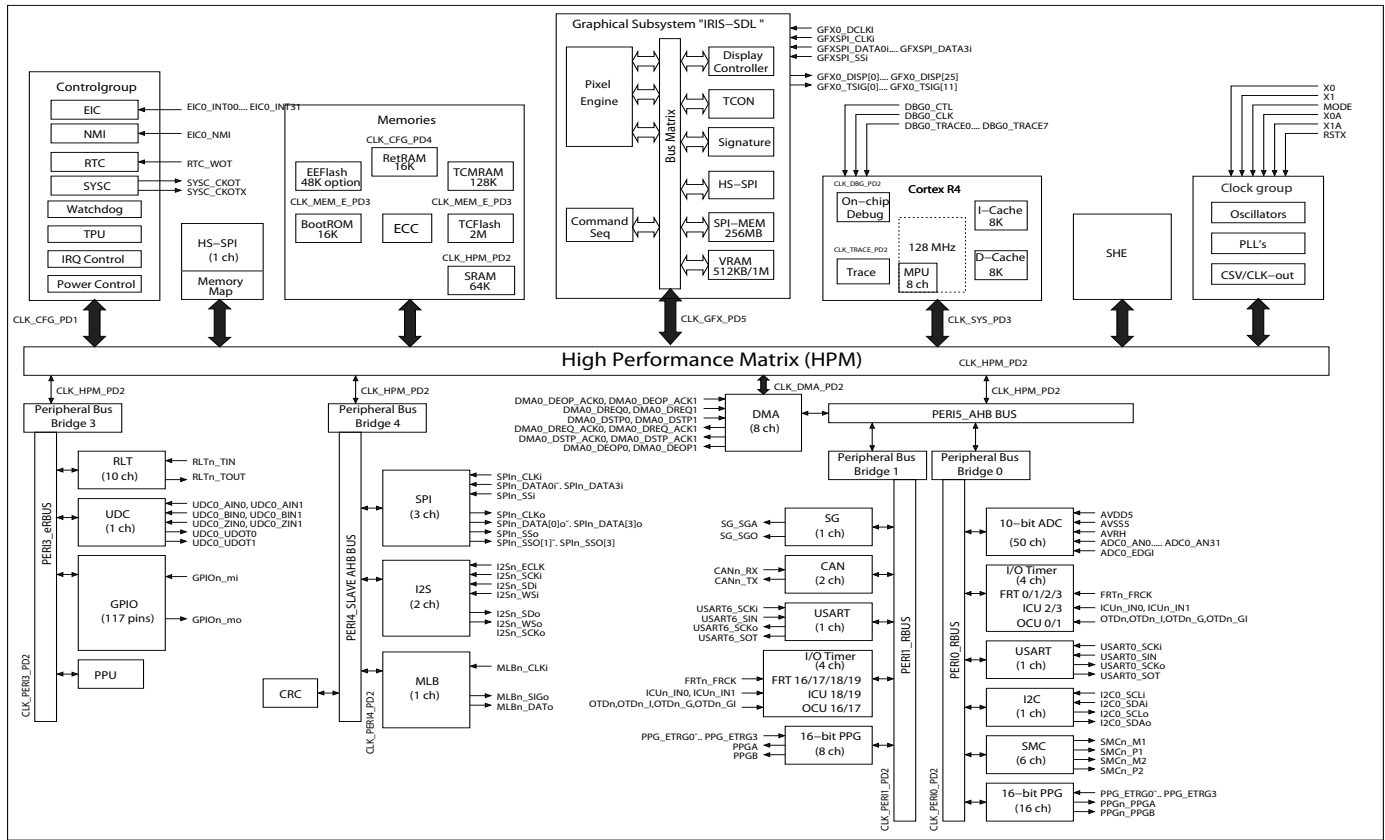 Graphical Subsystem "IRIS−SDL "
Pixel
Engine
Command
Seq
Bus Matrix
Display
Controller
TCON
Signature
HS−SPI
SPI−MEM
256MB
VRAM
512KB/1M
GFX0_DCLKI
GFXSPI_CLKi
GFXSPI_DATA0i.... GFXSPI_DATA3i
GFXSPI_SSi
GFX0_DISP[0].... GFX0_DISP[25]
GFX0_TSIG[0].... GFX0_TSIG[11]
CLK_GFX_PD5
Controlgroup
EIC
NMI
RTC
SYSC
Watchdog
TPU
IRQ Control
Power Control
EIC0_INT00.... EIC0_INT31
EIC0_NMI
RTC_WOT
SYSC_CKOT
SYSC_CKOTX
CLK_CFG_PD1
HS−SPI
(1 ch)
Memory
Map
Memories
CLK_CFG_PD4
RetRAM
16K
EEFlash
48K option
TCMRAM
128K
CLK_MEM_E_PD3
CLK_MEM_E_PD3
BootROM
16K
ECC
TCFlash
2M
CLK_HPM_PD2
SRAM
64K
DBG0_CTL
DBG0_CLK
DBG0_TRACE0.... DBG0_TRACE7
CLK_DBG_PD2
Cortex R4
On−chip
Debug
I−Cache
8K
128 MHz
CLK_TRACE_PD2
Trace
MPU
8 ch
D−Cache
8K
CLK_SYS_PD3
SHE
X0
X1
MODE
X0A
X1A
RSTX
Clock group
Oscillators
PLL's
CSV/CLK−out
High Performance Matrix (HPM)
CLK_HPM_PD2
CLK_HPM_PD2
CLK_HPM_PD2
CLK_DMA_PD2
CLK_HPM_PD2
Peripheral Bus
Bridge 3
PERI3_eRBUS
CLK_PERI3_PD2
RLT
(10 ch)
RLTn_TIN
RLTn_TOUT
UDC
(1 ch)
UDC0_AIN0, UDC0_AIN1
UDC0_BIN0, UDC0_BIN1
UDC0_ZIN0, UDC0_ZIN1
UDC0_UDOT0
UDC0_UDOT1
GPIO
(117 pins)
GPIOn_mi
GPIOn_mo
PPU
Peripheral Bus
Bridge 4
PERI4_SLAVE AHB BUS
CLK_PERI4_PD2
CRC
SPI
(3 ch)
SPIn_CLKi
SPIn_DATA0i˜. SPIn_DATA3i
SPIn_SSi
SPIn_CLKo
SPIn_DATA[0]o˜. SPIn_DATA[3]o
SPIn_SSo
SPIn_SSO[1]˜. SPIn_SSO[3]
I2S
(2 ch)
I2Sn_ECLK
I2Sn_SCKi
I2Sn_SDi
I2Sn_WSi
I2Sn_SDo
I2Sn_WSo
I2Sn_SCKo
MLB
(1 ch)
MLBn_CLKi
MLBn_SIGo
MLBn_DATo
DMA0_DEOP_ACK0, DMA0_DEOP_ACK1
DMA0_DREQ0, DMA0_DREQ1
DMA0_DSTP0, DMA0_DSTP1
DMA0_DREQ_ACK0, DMA0_DREQ_ACK1
DMA0_DSTP_ACK0, DMA0_DSTP_ACK1
DMA0_DEOP0, DMA0_DEOP1
DMA
(8 ch)
PERI5_AHB BUS
Peripheral Bus
Bridge 1
PERI1_RBUS
CLK_PERI1_PD2
SG_SGA
SG_SGO
SG
(1 ch)
CANn_RX
CANn_TX
CAN
(2 ch)
USART6_SCKi
USART6_SIN
USART6_SCKo
USART6_SOT
USART
(1 ch)
FRTn_FRCK
ICUn_IN0, ICUn_IN1
OTDn,OTDn_I,OTDn_G,OTDn_GI
I/O Timer
(4 ch)
FRT 16/17/18/19
ICU 18/19
OCU 16/17
PPG_ETRG0˜.. PPG_ETRG3
PPGA
PPGB
16−bit PPG
(8 ch)
Peripheral Bus
Bridge 0
PERI0_RBUS
CLK_PERI0_PD2
10−bit ADC
(50 ch)
AVDD5
AVSS5
AVRH
ADC0_AN0..... ADC0_AN31
ADC0_EDGI
I/O Timer
(4 ch)
FRT 0/1/2/3
ICU 2/3
OCU 0/1
FRTn_FRCK
ICUn_IN0, ICUn_IN1
OTDn,OTDn_I,OTDn_G,OTDn_GI
USART
(1 ch)
USART0_SCKi
USART0_SIN
USART0_SCKo
USART0_SOT
I2C
(1 ch)
I2C0_SCLi
I2C0_SDAi
I2C0_SCLo
I2C0_SDAo
SMC
(6 ch)
SMCn_M1
SMCn_P1
SMCn_M2
SMCn_P2
16−bit PPG
(16 ch)
PPG_ETRG0˜.. PPG_ETRG3
PPGn_PPGA
PPGn_PPGB